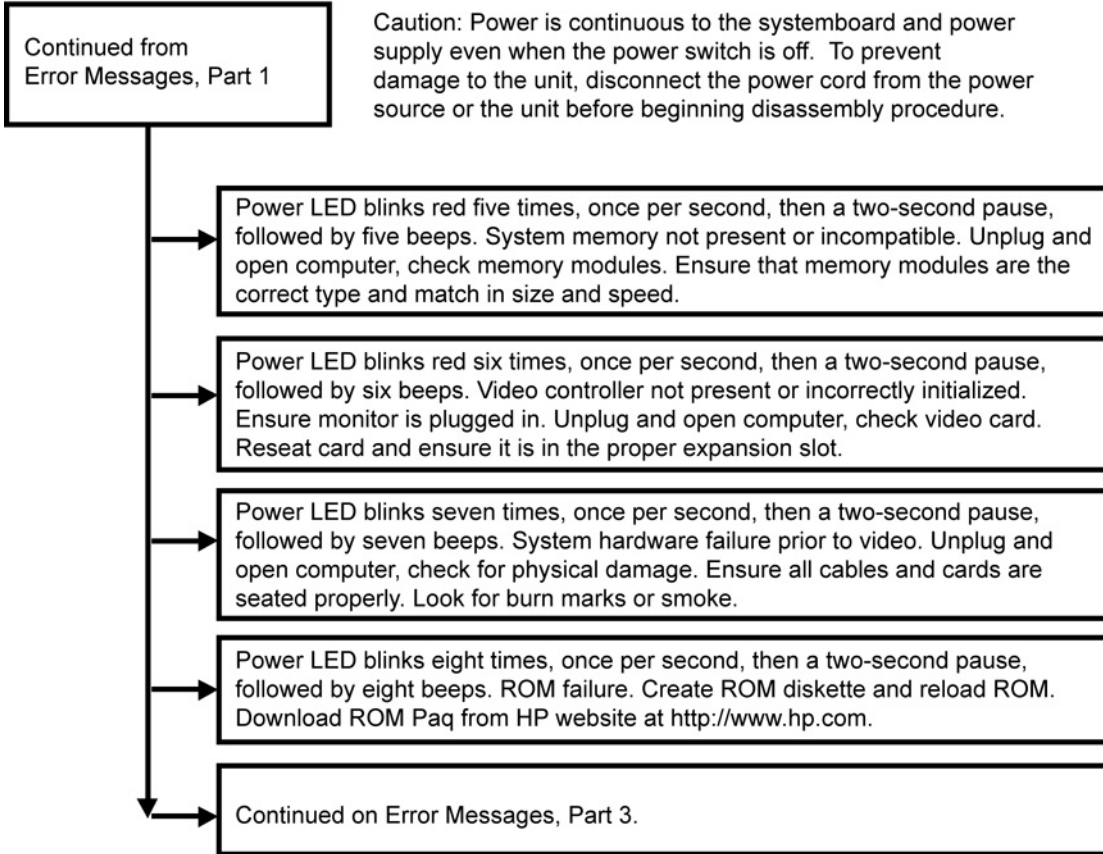 Continued from
Error Messages, Part 1
Caution: Power is continuous to the systemboard and power
supply even when the power switch is off.  To prevent
damage to the unit, disconnect the power cord from the power
source or the unit before beginning disassembly procedure.
Power LED blinks red five times, once per second, then a two-second pause,
followed by five beeps. System memory not present or incompatible. Unplug and
open computer, check memory modules. Ensure that memory modules are the
correct type and match in size and speed.
Power LED blinks red six times, once per second, then a two-second pause,
followed by six beeps. Video controller not present or incorrectly initialized.
Ensure monitor is plugged in. Unplug and open computer, check video card.
Reseat card and ensure it is in the proper expansion slot.
Power LED blinks seven times, once per second, then a two-second pause,
followed by seven beeps. System hardware failure prior to video. Unplug and
open computer, check for physical damage. Ensure all cables and cards are
seated properly. Look for burn marks or smoke.
Power LED blinks eight times, once per second, then a two-second pause,
followed by eight beeps. ROM failure. Create ROM diskette and reload ROM.
Download ROM Paq from HP website at http://www.hp.com.
Continued on Error Messages, Part 3.